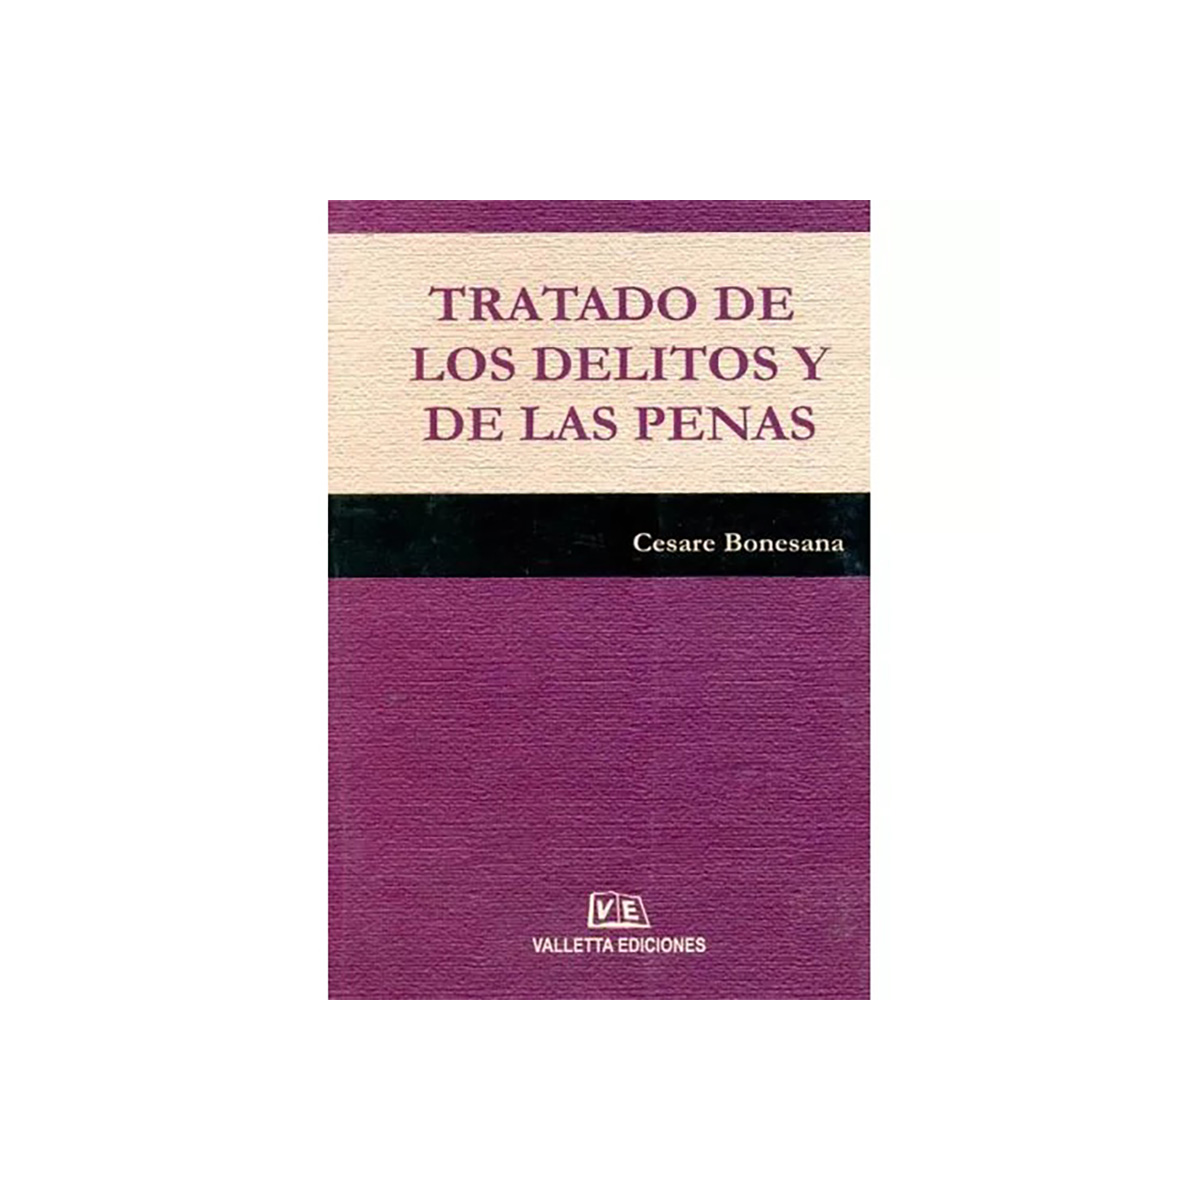 TRATADO DE
LOS DELITOS Y
DE LAS PENAS
Cesare Bonesana
VE
VALLETTA EDICIONES